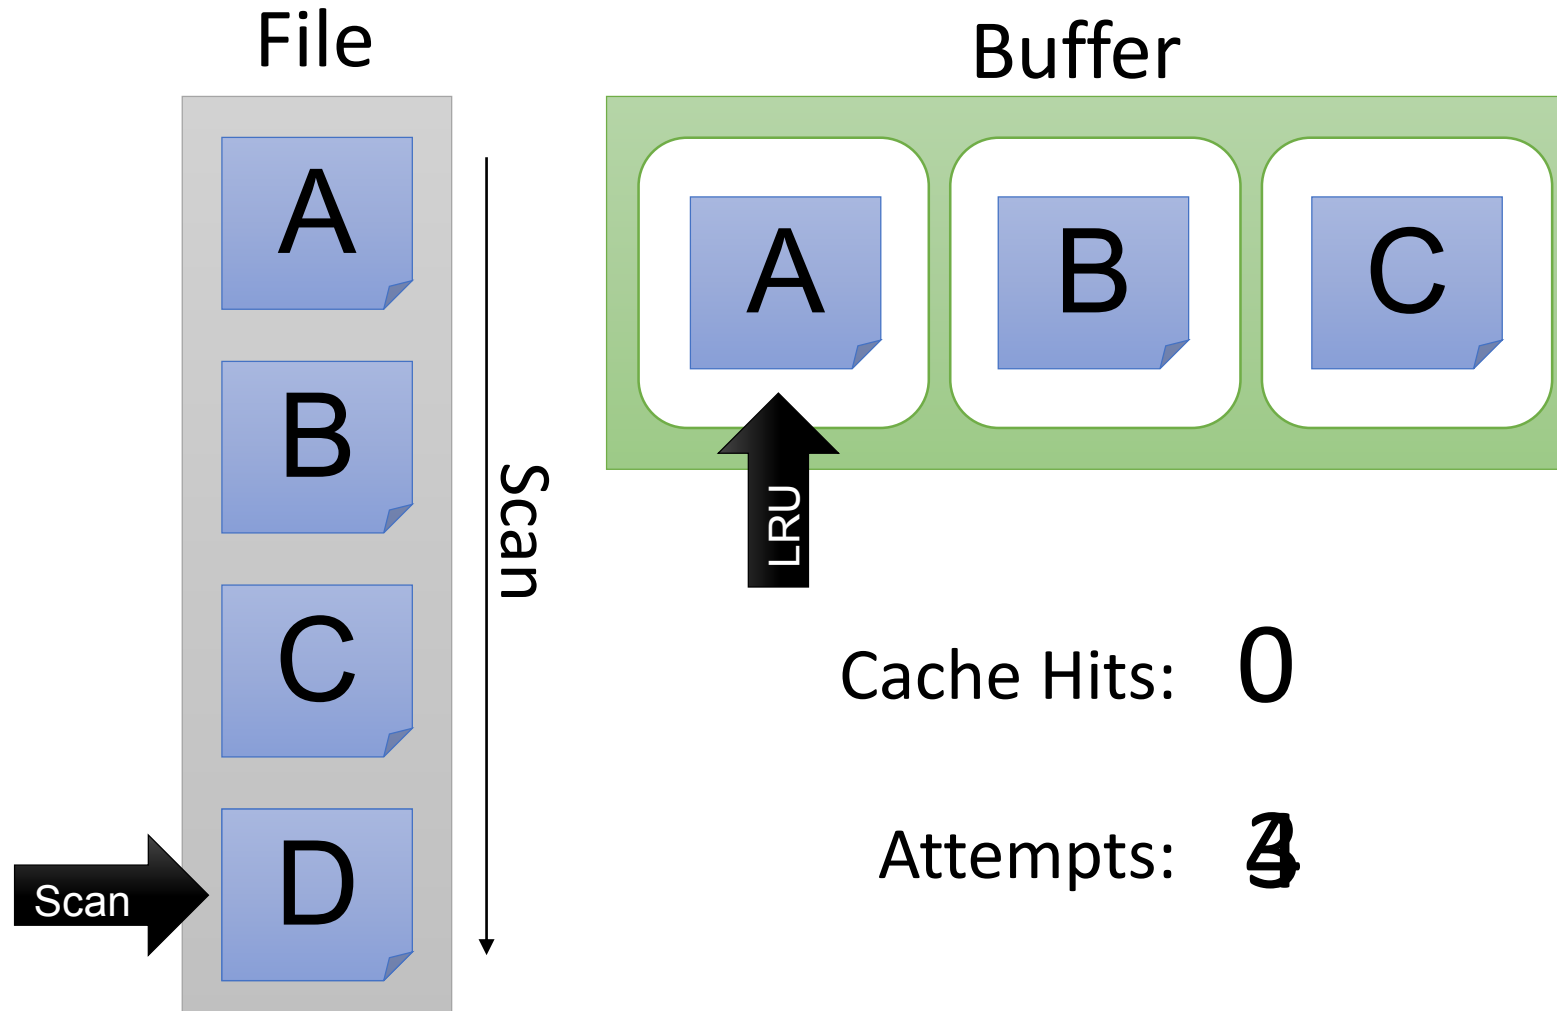 File
Buffer
A
B
C
D
Scan
Scan
A
B
C
LRU
Cache Hits: 0
Attempts: